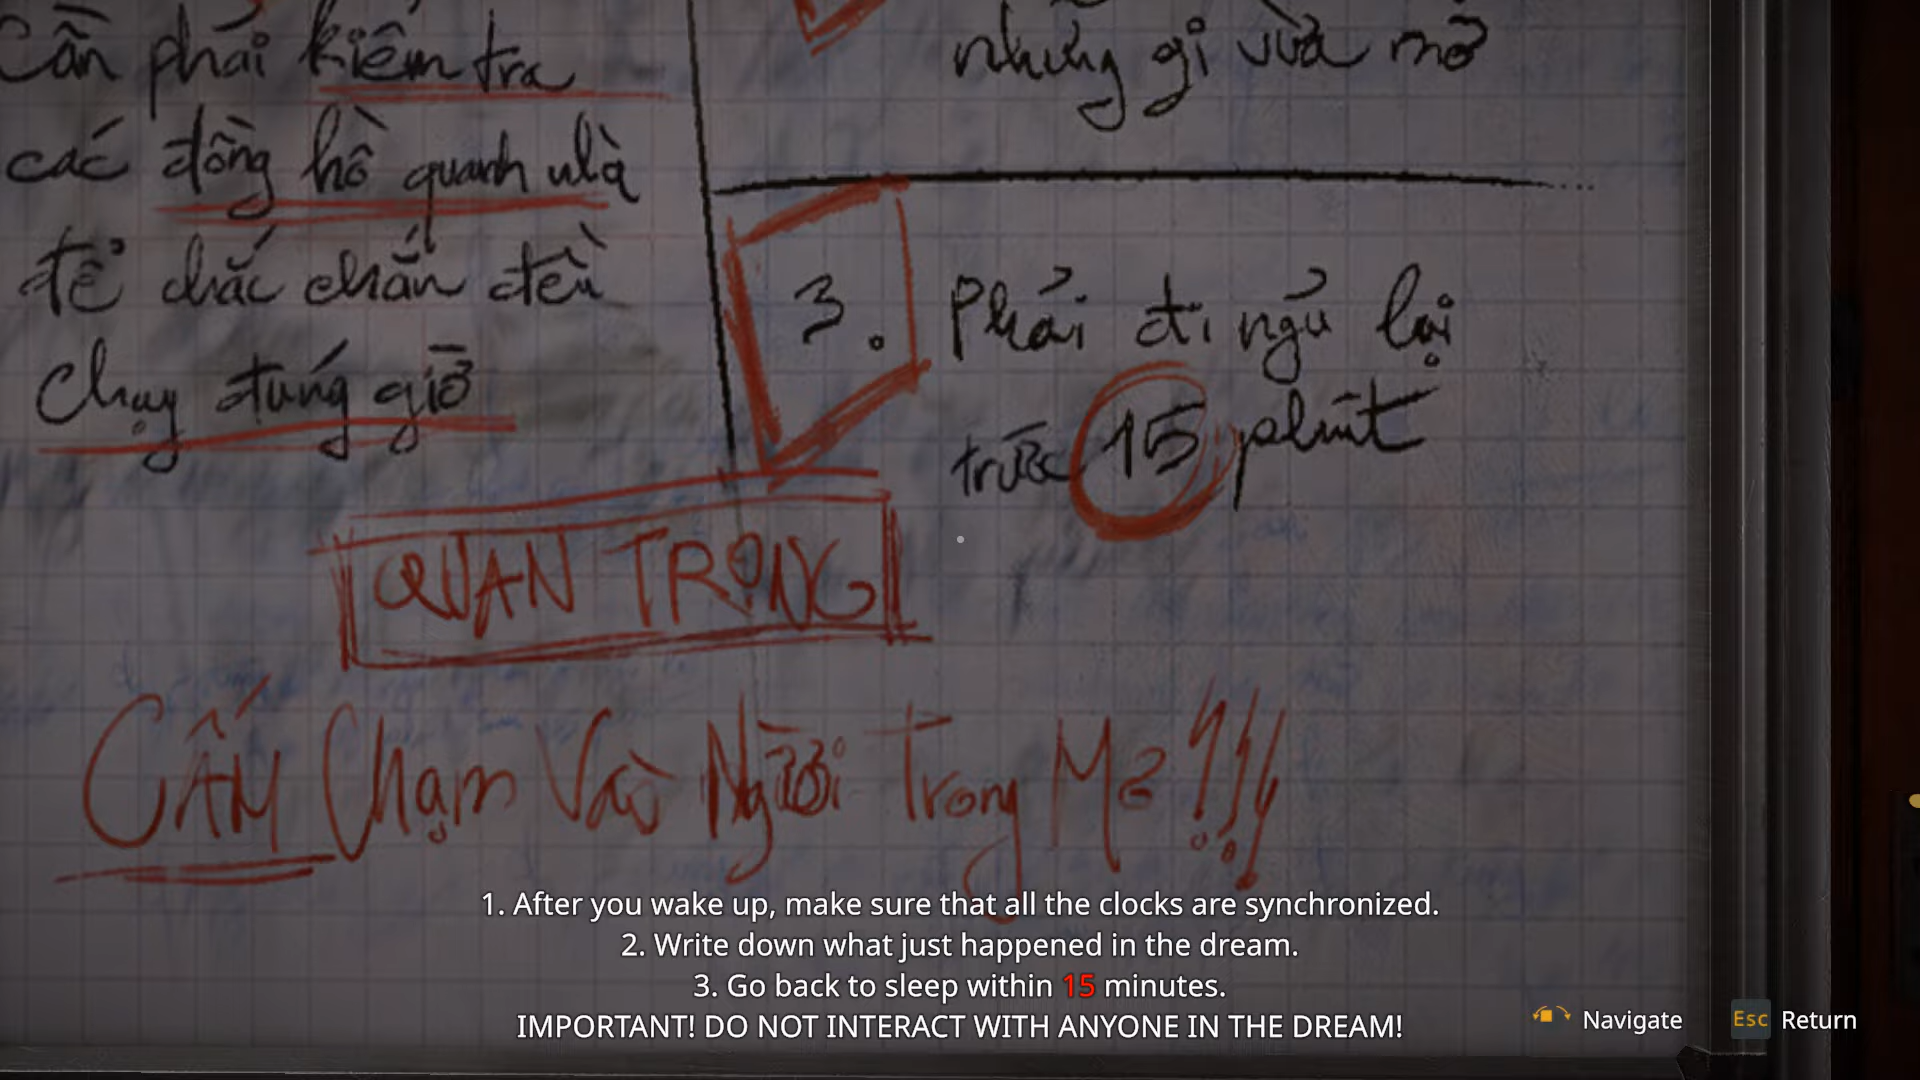 Cần phải kiểm tra
các đồng hồ quanh nhà
để chắc chắn đều
chạy đúng giờ
những gì vừa mở
3. Phải đi ngủ lại
trước 15 phút
QUAN TRỌNG
CẤM Chạm Vào Người Trong Mơ !!!
1. After you wake up, make sure that all the clocks are synchronized.
2. Write down what just happened in the dream.
3. Go back to sleep within 15 minutes.
IMPORTANT! DO NOT INTERACT WITH ANYONE IN THE DREAM!
Navigate
Esc Return